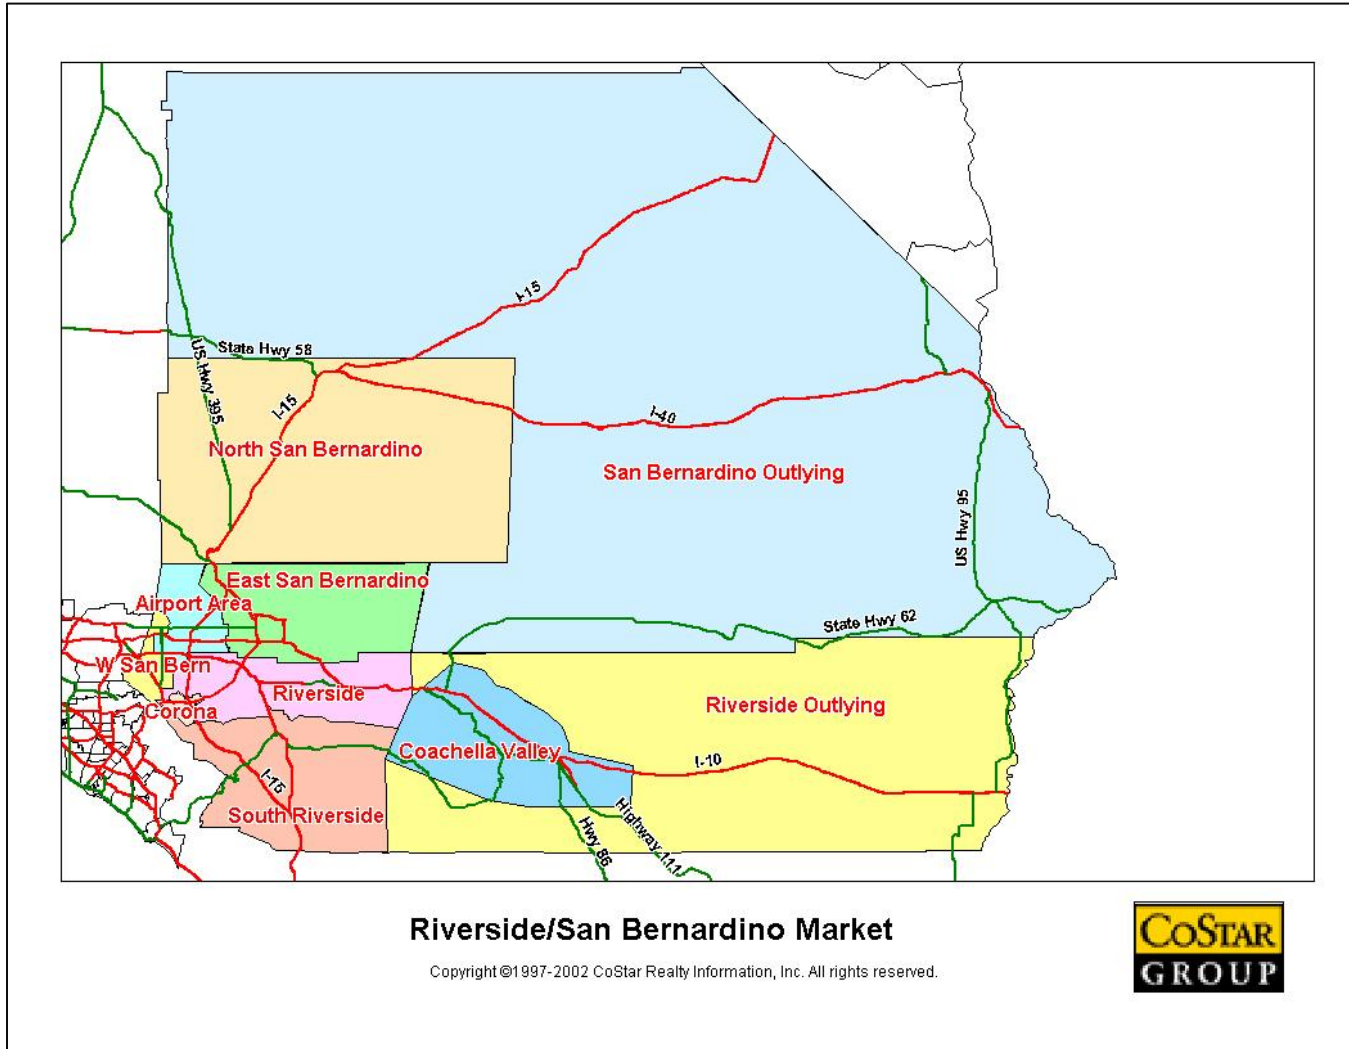 I-15
State Hwy 58
US Hwy 395
I-15
I-40
North San Bernardino
San Bernardino Outlying
US Hwy 95
East San Bernardino
Airport Area
State Hwy 62
W San Bern
Riverside
Corona
Riverside Outlying
Coachella Valley
I-10
I-15
South Riverside
Hwy 86
Highway 111
Riverside/San Bernardino Market
Copyright ©1997-2002 CoStar Realty Information, Inc. All rights reserved.
COSTAR
GROUP